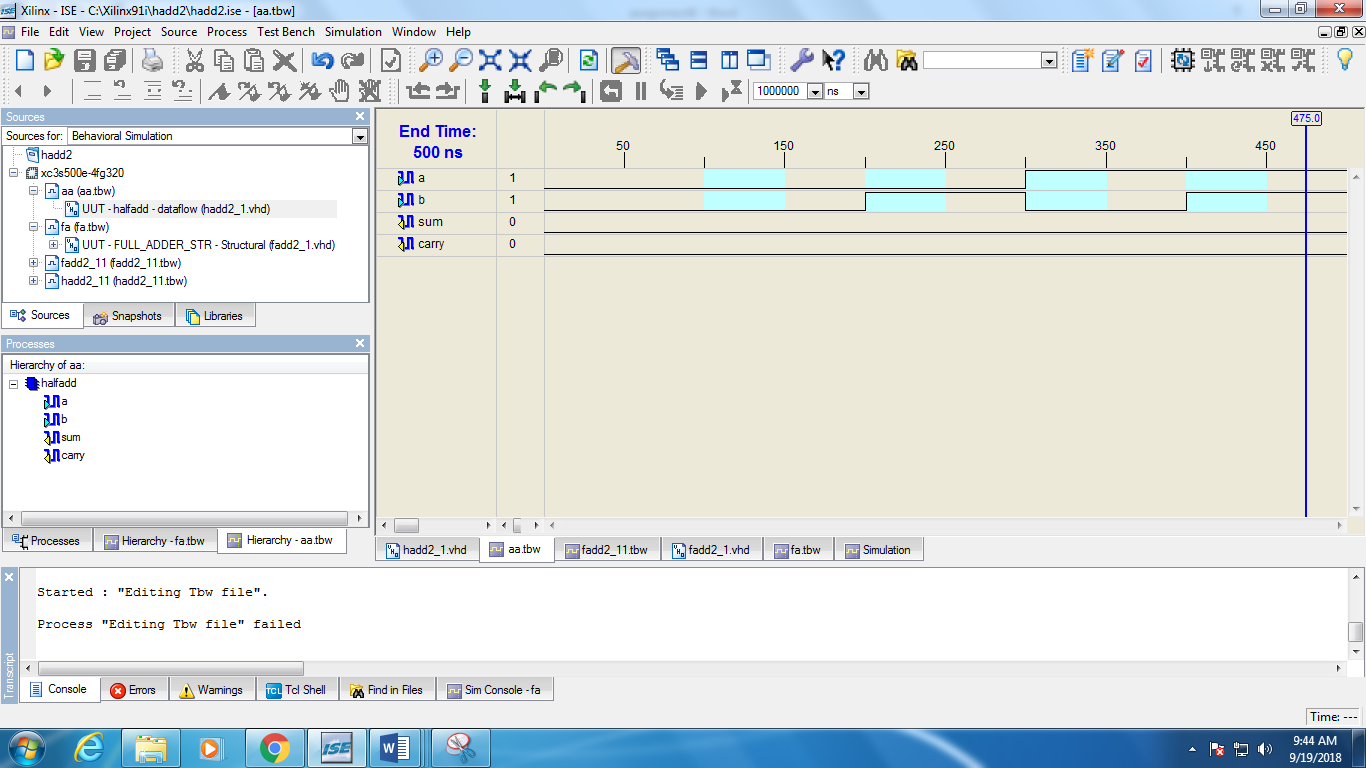 Xilinx - ISE - C:\Xilinx91i\hadd2\hadd2.ise - [aa.tbw]
File Edit View Project Source Process Test Bench Simulation Window Help
1000000 ns
Sources
Sources for: Behavioral Simulation
hadd2
xc3s500e-4fg320
aa (aa.tbw)
UUT - halfadd - dataflow (hadd2_1.vhd)
fa (fa.tbw)
UUT - FULL_ADDER_STR - Structural (fadd2_1.vhd)
fadd2_11 (fadd2_11.tbw)
hadd2_11 (hadd2_11.tbw)
Sources Snapshots Libraries
Processes
Hierarchy of aa:
halfadd
a
b
sum
carry
Processes Hierarchy - fa.tbw Hierarchy - aa.tbw
End Time:
500 ns
475.0
50 150 250 350 450
a 1
b 1
sum 0
carry 0
hadd2_1.vhd aa.tbw fadd2_11.tbw fadd2_1.vhd fa.tbw Simulation
Started : "Editing Tbw file".
Process "Editing Tbw file" failed
Transcript
Console Errors Warnings TCL Tcl Shell Find in Files Sim Console - fa
Time: ---
ISE
9:44 AM
9/19/2018